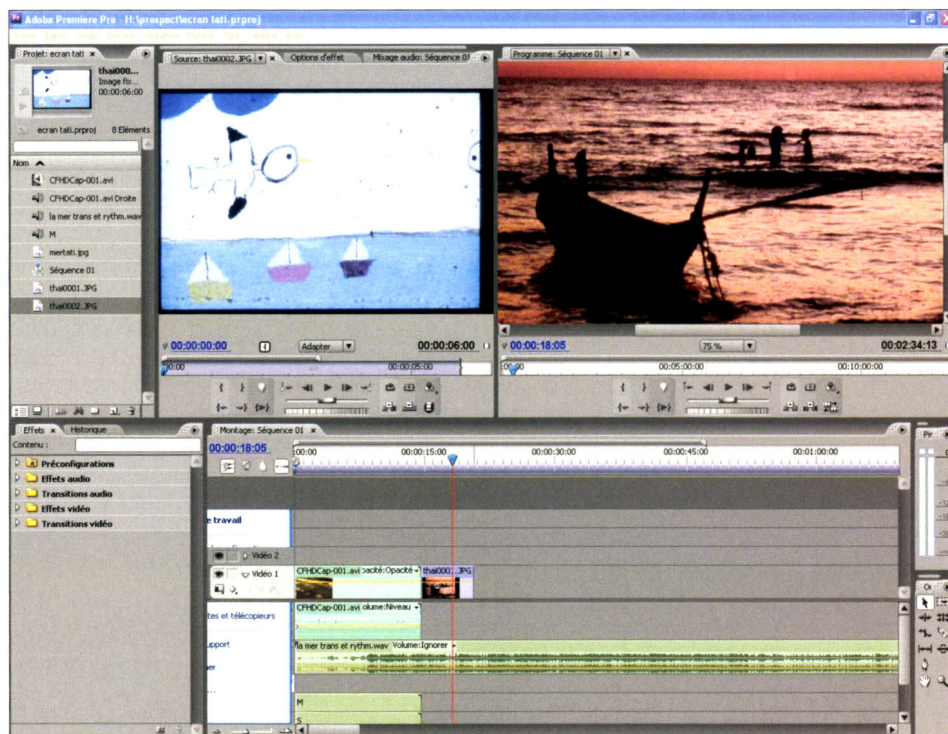 Adobe Premiere Pro - H:\prospect\ecran tati.prproj
Projet: ecran tati
thai000...
Image fix...
00:00:06:00
ecran tati.prproj 8 Eléments
Nom
CFHDCap-001.avi
CFHDCap-001.avi Droite
la mer trans et rythm.wav
M
mertati.jpg
Séquence 01
thai0001.JPG
thai0002.JPG
Source: thai0002.JPG
Options d'effet
Mixage audio: Séquence 01
00:00:00:00
Adapter
00:00:06:00
00:00
00:00:05:00
Programme: Séquence 01
00:00:18:05
75 %
00:02:34:13
00:00
00:05:00:00
00:10:00:00
Effets
Historique
Contenu :
Préconfigurations
Effets audio
Transitions audio
Effets vidéo
Transitions vidéo
Montage: Séquence 01
00:00:18:05
:00:00
00:00:15:00
00:00:30:00
00:00:45:00
00:01:00:00
e travail
Vidéo 2
Vidéo 1
CFHDCap-001.avi pacité:Opacité
thai0001.JPG
CFHDCap-001.avi olume:Niveau
tes et télécopieurs
upport
la mer trans et rythm.wav Volume:Ignorer
er
...
M
S